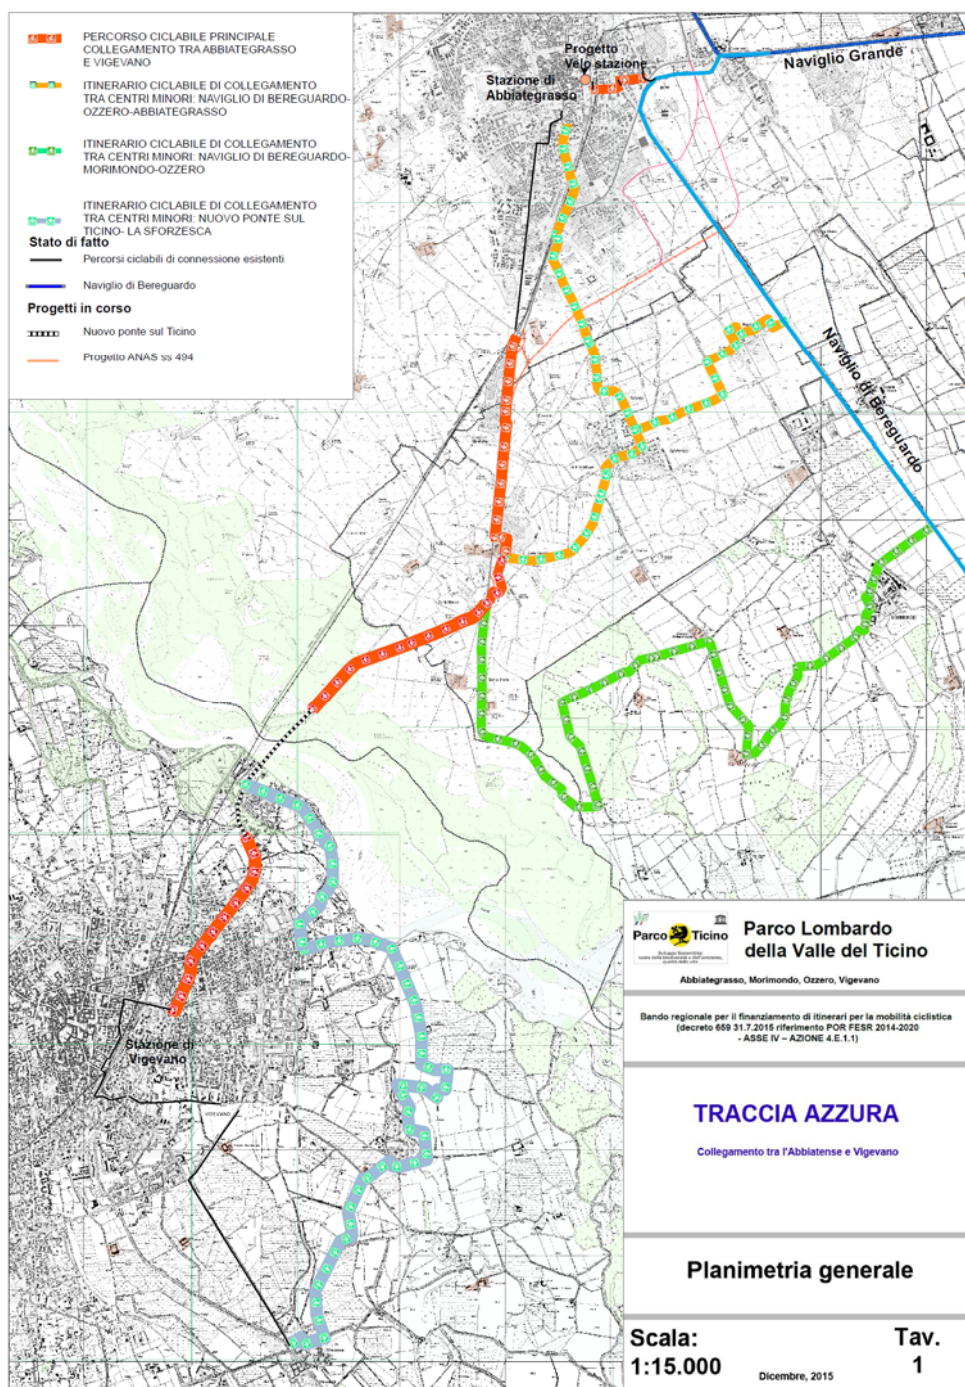 PERCORSO CICLABILE PRINCIPALE
COLLEGAMENTO TRA ABBIATEGRASSO
E VIGEVANO
ITINERARIO CICLABILE DI COLLEGAMENTO
TRA CENTRI MINORI: NAVIGLIO DI BEREGUARDO-
OZZERO-ABBIATEGRASSO
ITINERARIO CICLABILE DI COLLEGAMENTO
TRA CENTRI MINORI: NAVIGLIO DI BEREGUARDO-
MORIMONDO-OZZERO
ITINERARIO CICLABILE DI COLLEGAMENTO
TRA CENTRI MINORI: NUOVO PONTE SUL
TICINO- LA SFORZESCA
Stato di fatto
Percorsi ciclabili di connessione esistenti
Naviglio di Bereguardo
Progetti in corso
Nuovo ponte sul Ticino
Progetto ANAS ss 494
Progetto
Velo stazione
Stazione di
Abbiategrasso
Naviglio Grande
Naviglio di Bereguardo
Stazione di
Vigevano
VIGEVANO
Parco Ticino
Parco Lombardo
della Valle del Ticino
Abbiategrasso, Morimondo, Ozzero, Vigevano
Bando regionale per il finanziamento di itinerari per la mobilità ciclistica
(decreto 659 31.7.2015 riferimento POR FESR 2014-2020
- ASSE IV – AZIONE 4.E.1.1)
TRACCIA AZZURA
Collegamento tra l'Abbiatense e Vigevano
Planimetria generale
Scala:
1:15.000
Dicembre, 2015
Tav.
1